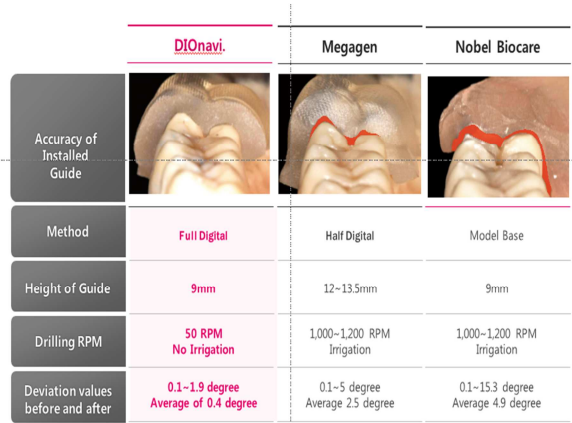 DIOnavi.
Megagen
Nobel Biocare
Accuracy of
Installed
Guide
Method
Full Digital
Half Digital
Model Base
Height of Guide
9mm
12~13.5mm
9mm
Drilling RPM
50 RPM
No Irrigation
1,000~1,200 RPM
Irrigation
1,000~1,200 RPM
Irrigation
Deviation values
before and after
0.1~1.9 degree
Average of 0.4 degree
0.1~5 degree
Average 2.5 degree
0.1~15.3 degree
Average 4.9 degree